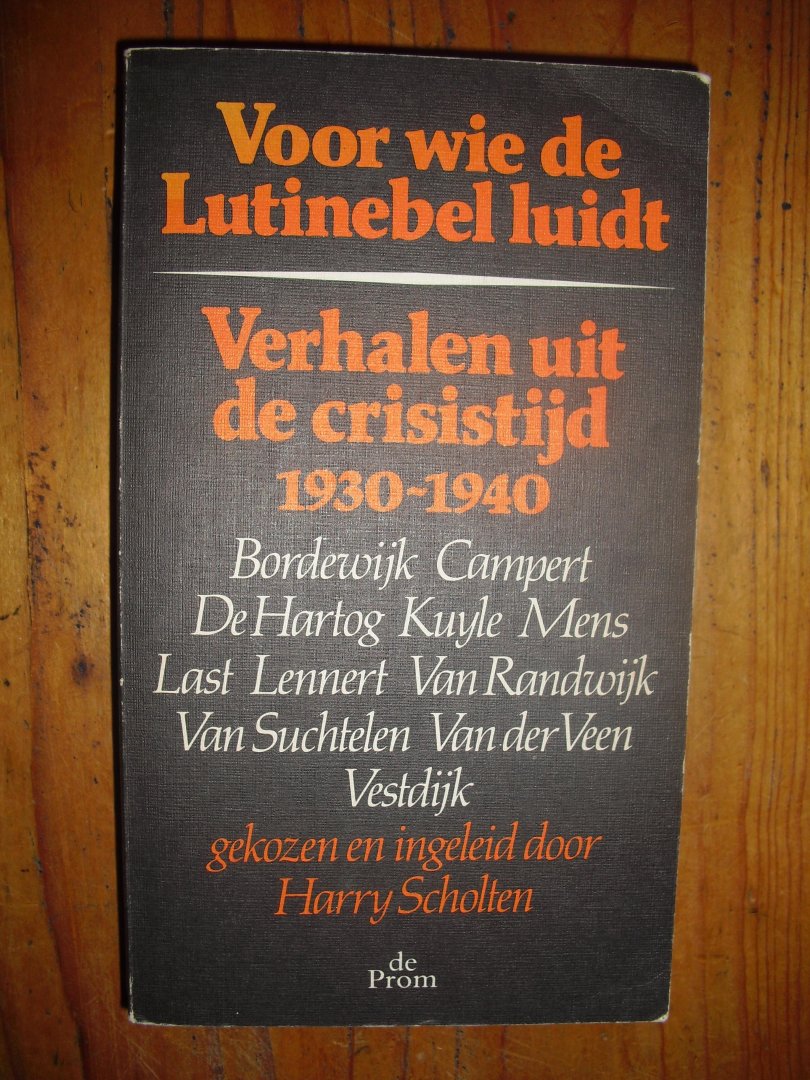 Voor wie de
Lutinebel luidt
Verhalen uit
de crisistijd
1930-1940
Bordewijk Campert
De Hartog Kuyle Mens
Last Lennert Van Randwijk
Van Suchtelen Van der Veen
Vestdijk
gekozen en ingeleid door
Harry Scholten
de
Prom